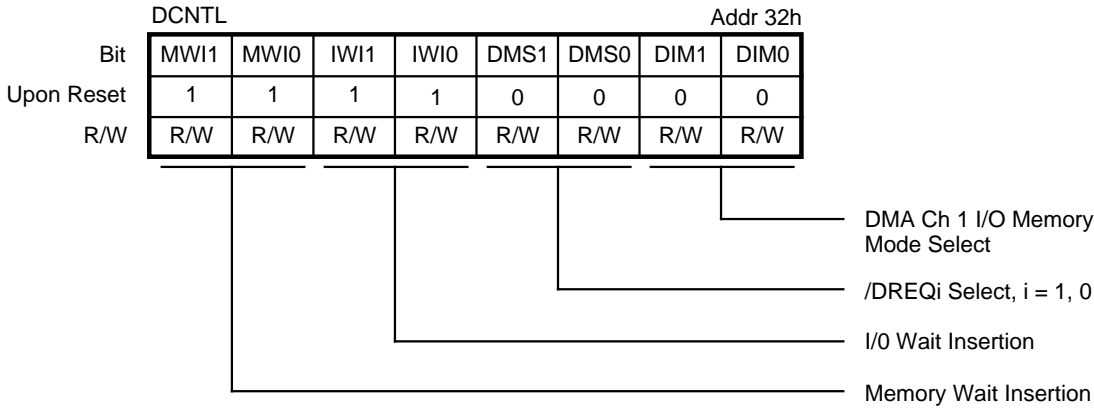 DCNTL Addr 32h
Bit MWI1 MWI0 IWI1 IWI0 DMS1 DMS0 DIM1 DIM0
Upon Reset 1 1 1 1 0 0 0 0
R/W R/W R/W R/W R/W R/W R/W R/W R/W
DMA Ch 1 I/O Memory
Mode Select
/DREQi Select, i = 1, 0
I/0 Wait Insertion
Memory Wait Insertion